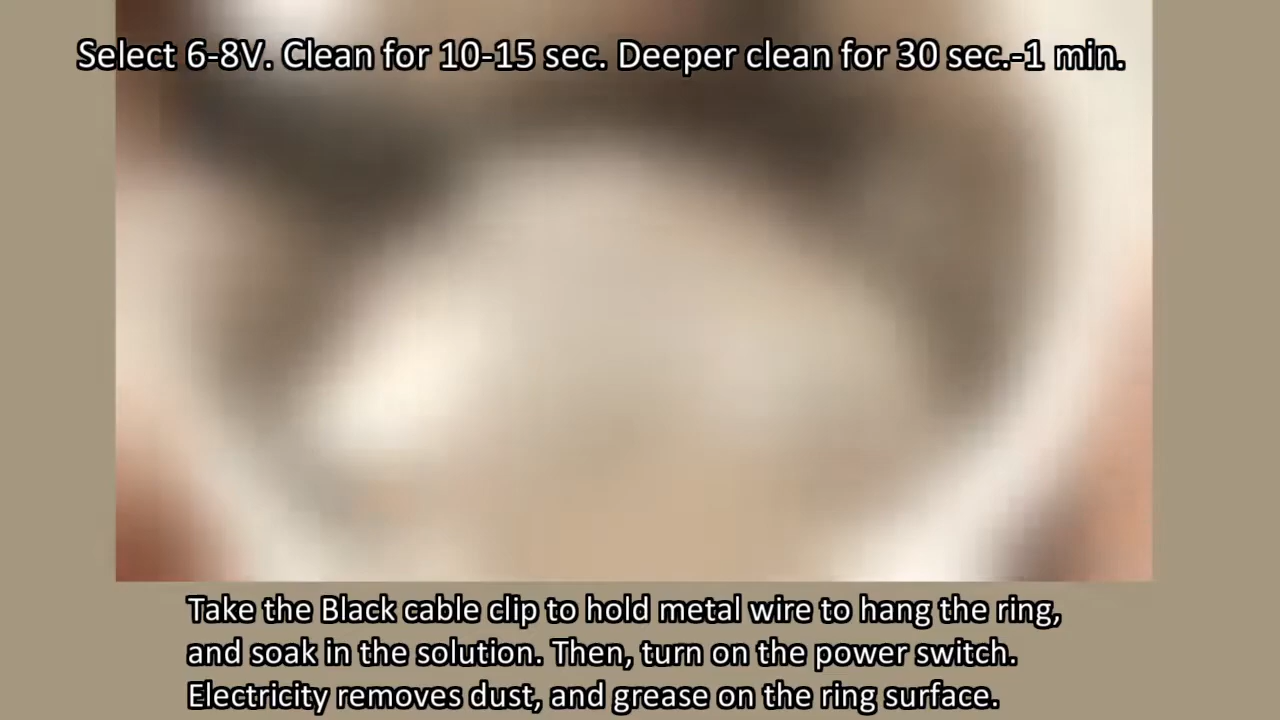 Select 6-8V. Clean for 10-15 sec. Deeper clean for 30 sec.-1 min.
Take the Black cable clip to hold metal wire to hang the ring,
and soak in the solution. Then, turn on the power switch.
Electricity removes dust, and grease on the ring surface.